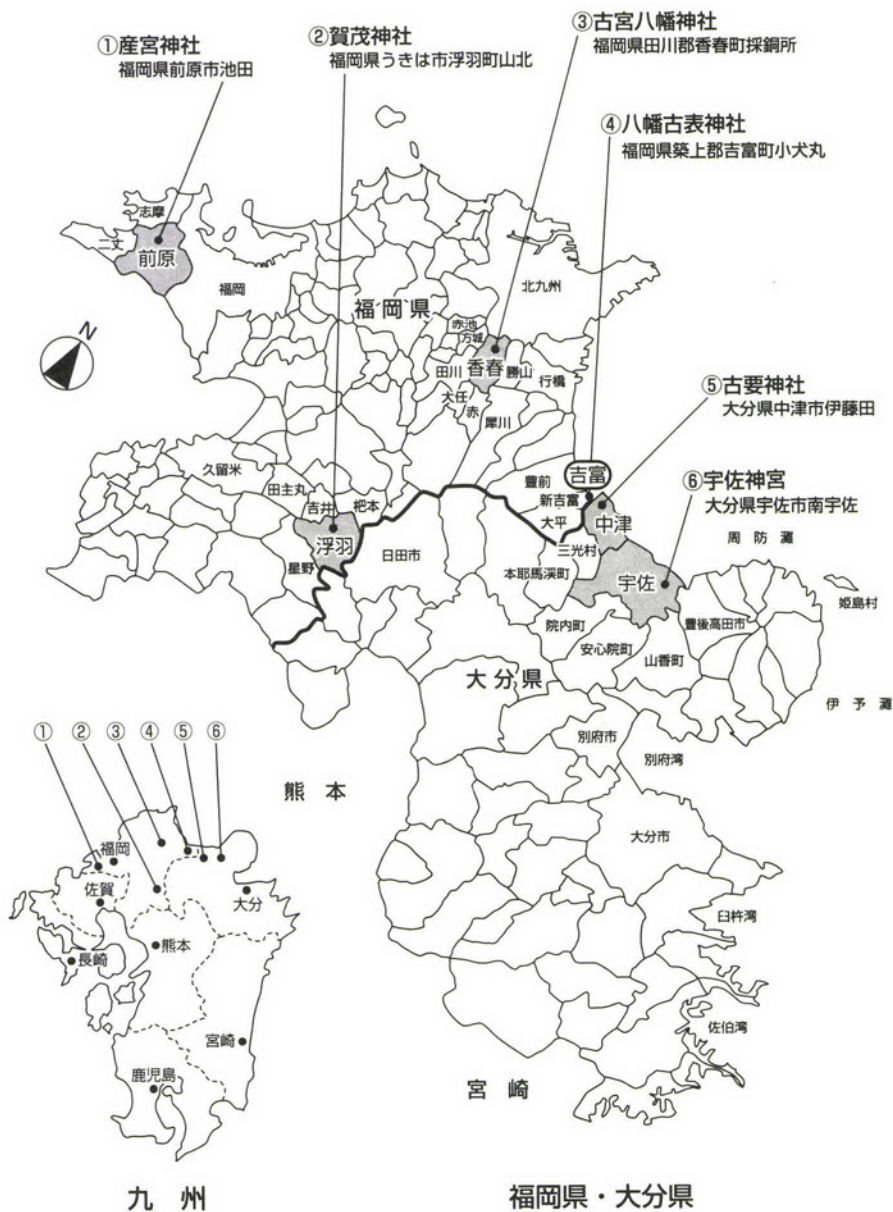 ①産宮神社
福岡県前原市池田
②賀茂神社
福岡県うきは市浮羽町山北
③古宮八幡神社
福岡県田川郡香春町採銅所
④八幡古表神社
福岡県築上郡吉富町小犬丸
志摩
二丈
前原
福岡
北九州
福岡県
N
赤池
方城
田川
香春
勝山
行橋
大任
赤
犀川
⑤古要神社
大分県中津市伊藤田
久留米
田主丸
吉井
杷本
浮羽
星野
豊前
吉富
新吉富
大平
中津
⑥宇佐神宮
大分県宇佐市南宇佐
周防灘
日田市
三光村
本耶馬渓町
宇佐
姫島村
院内町
豊後高田市
安心院町
山香町
大分県
伊予灘
別府市
別府湾
① ② ③ ④ ⑤ ⑥
熊本
大分市
福岡
佐賀
大分
臼杵湾
熊本
長崎
佐伯湾
宮崎
鹿児島
宮崎
九州
福岡県・大分県